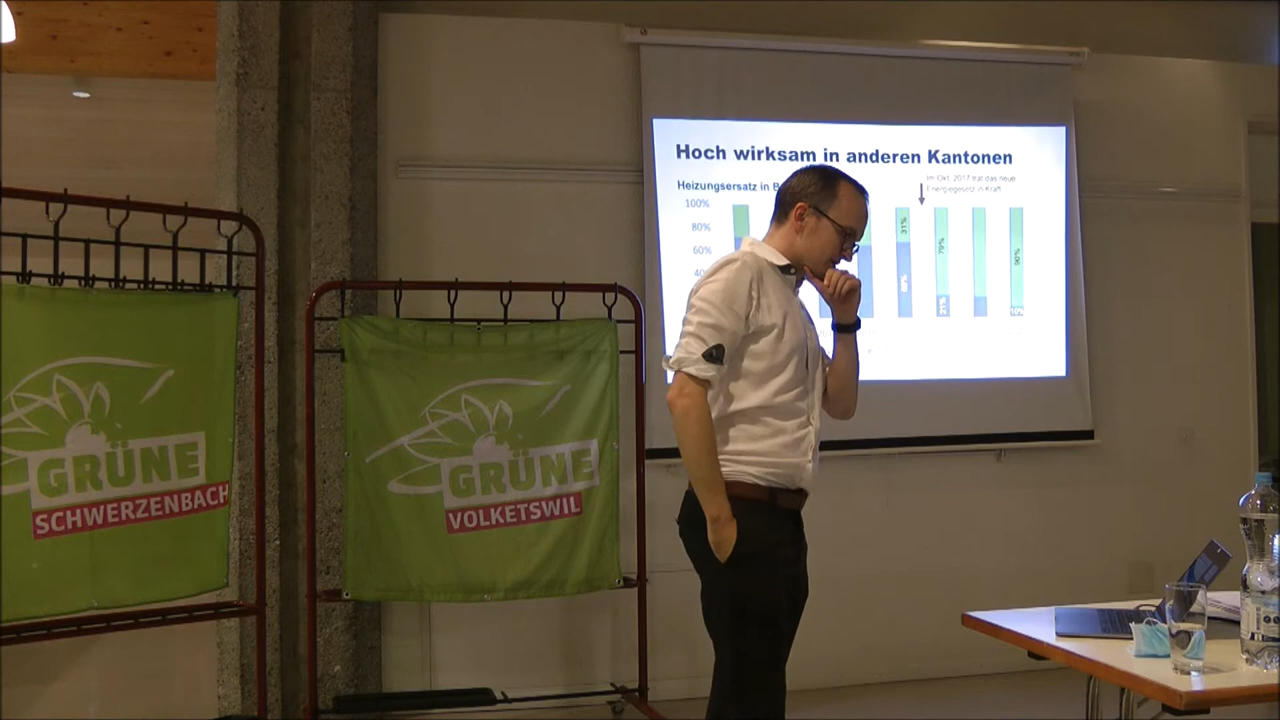 Hoch wirksam in anderen Kantonen
Heizungsersatz in
Im Okt. 2017 trat das neue
Energiegesetz in Kraft
100%
80%
60%
31%
69%
79%
21%
90%
10%
GRÜNE
SCHWERZENBACH
GRÜNE
VOLKETSWIL